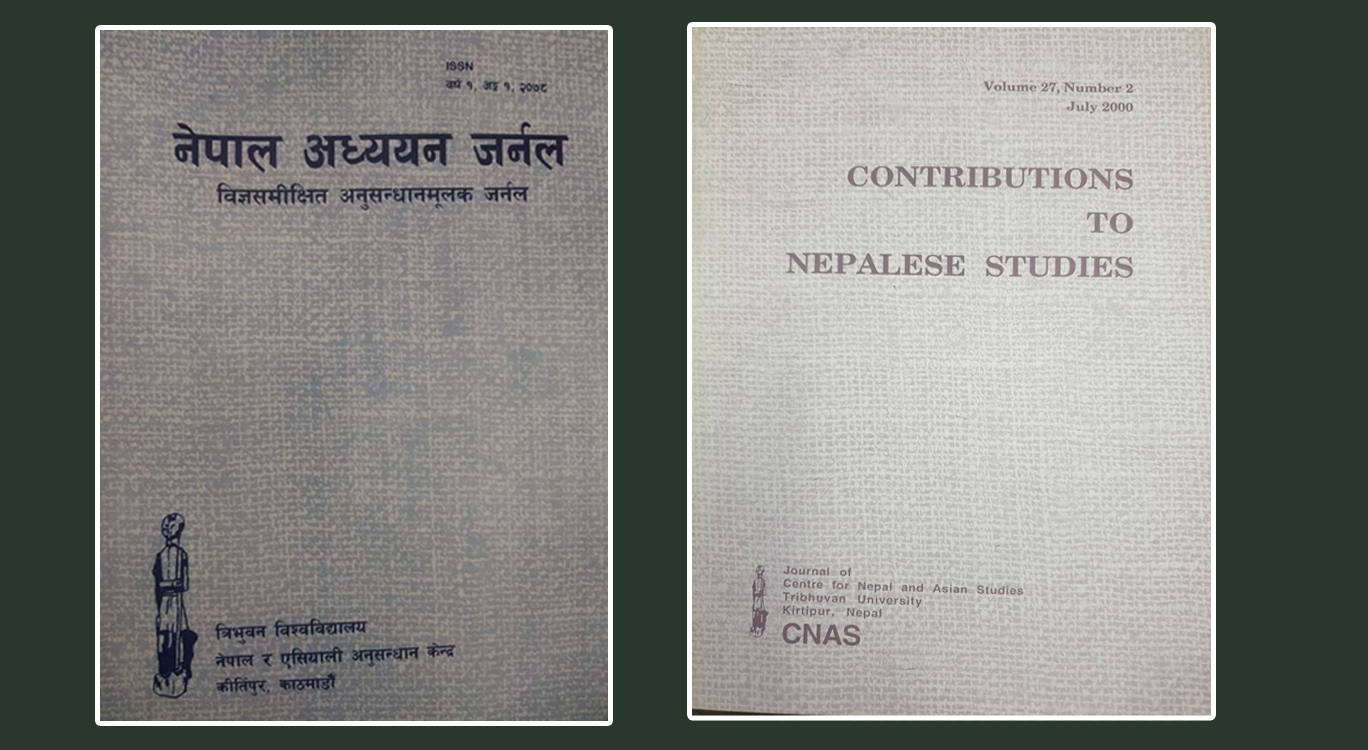 ISSN
वर्ष १, अङ्क १, २०७८
नेपाल अध्ययन जर्नल
विज्ञसमीक्षित अनुसन्धानमूलक जर्नल
त्रिभुवन विश्वविद्यालय
नेपाल र एसियाली अनुसन्धान केन्द्र
कीर्तिपुर, काठमाडौँ
Volume 27, Number 2
July 2000
CONTRIBUTIONS
TO
NEPALESE STUDIES
Journal of
Centre for Nepal and Asian Studies
Tribhuvan University
Kirtipur, Nepal
CNAS